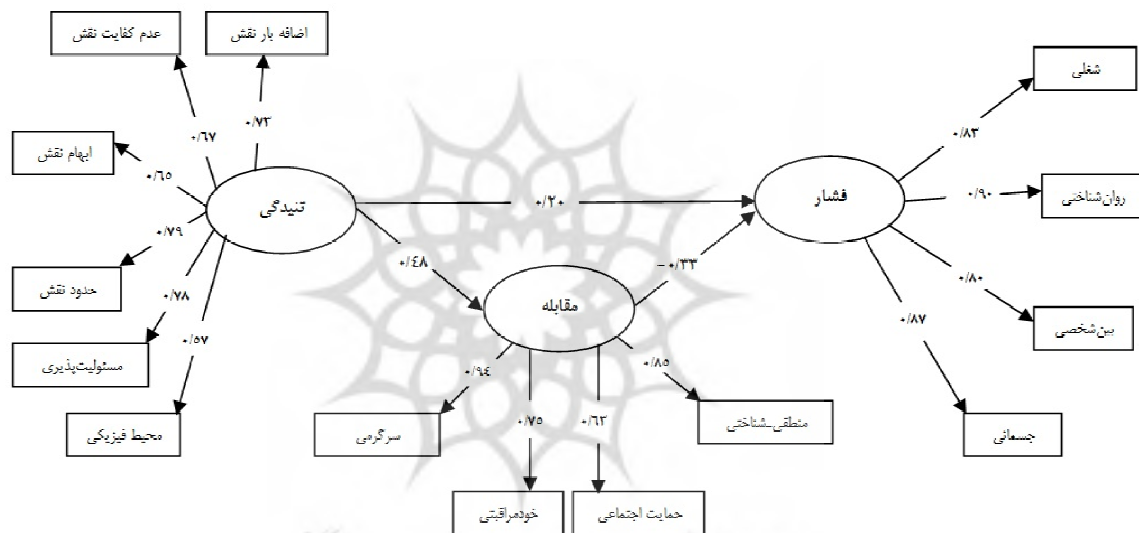 عدم کفایت نقش
اضافه بار نقش
شغلی
۰/۸۳
۰/۷۳
۰/۶۷
ابهام نقش
۰/۶۵
تنیدگی
۰/۲۰
فشار
۰/۹۰
روان‌شناختی
۰/۷۹
۰/٤۸
-۰/۳۳
۰/۸۰
حدود نقش
۰/۷۸
مقابله
۰/۸۷
بین‌شخصی
۰/۵۷
مسئولیت‌پذیری
۰/۹٤
۰/۸۵
۰/۷۵
۰/۶۳
محیط فیزیکی
سرگرمی
منطقی-شناختی
جسمانی
خودمراقبتی
حمایت اجتماعی